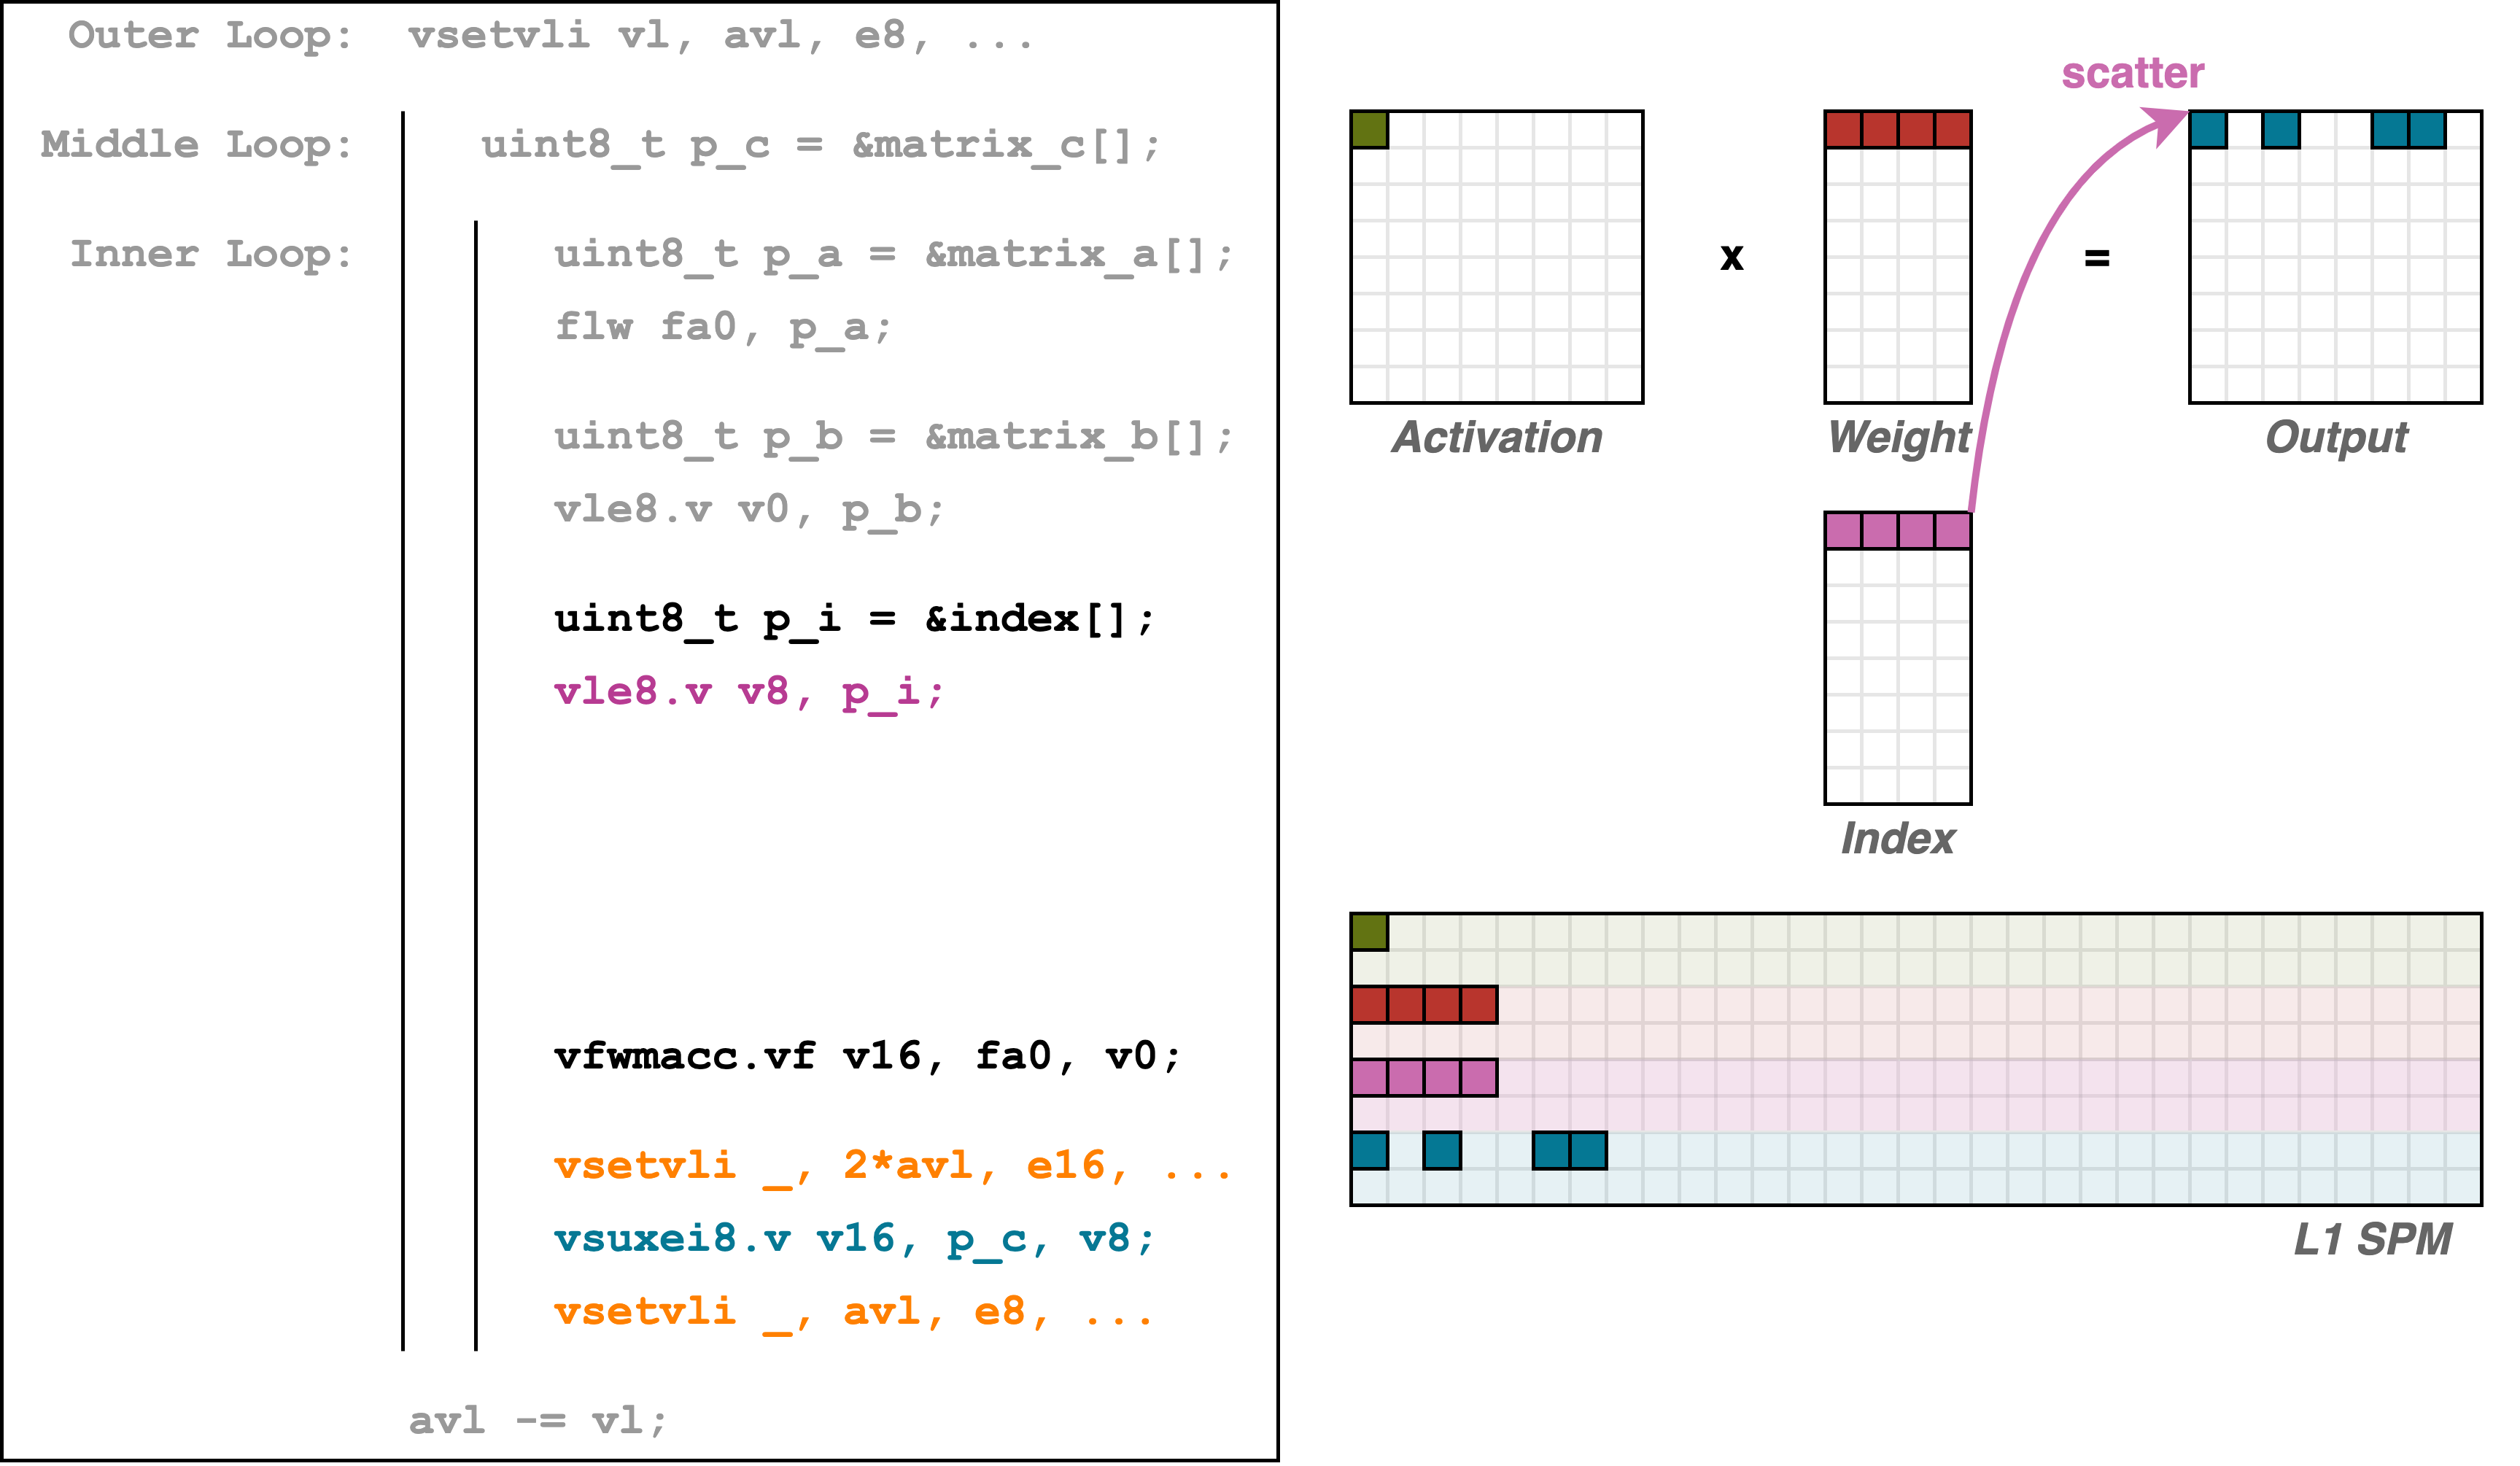 Outer Loop: vsetvli vl, avl, e8, ...
Middle Loop: uint8_t p_c = &matrix_c[];
Inner Loop: uint8_t p_a = &matrix_a[];
flw fa0, p_a;
uint8_t p_b = &matrix_b[];
vle8.v v0, p_b;
uint8_t p_i = &index[];
vle8.v v8, p_i;
vfwmacc.vf v16, fa0, v0;
vsetvli _, 2*avl, e16, ...
vsuxei8.v v16, p_c, v8;
vsetvli _, avl, e8, ...
avl -= vl;
scatter
x
=
Activation
Weight
Output
Index
L1 SPM